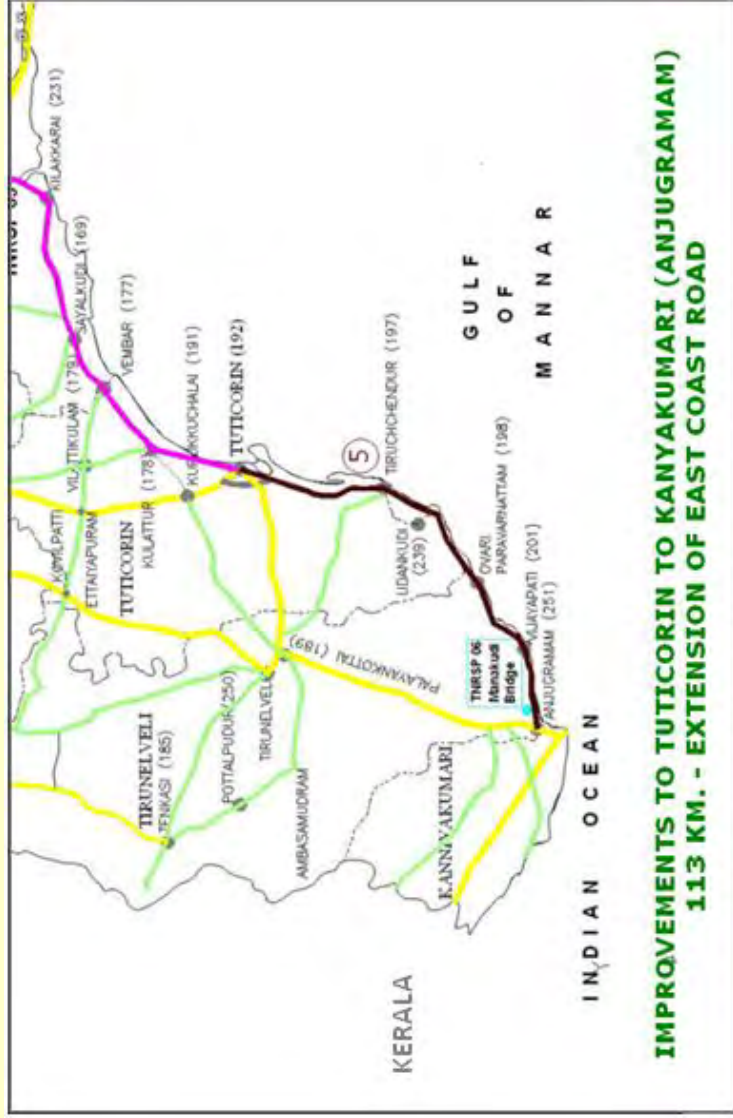 KILAKKARAI (231)
SAYALKUDI (169)
VEMBAR (177)
KOVILPATTI
ETTAIYAPURAM
TUTICORIN
KULATTUR (178)
(191)
TUTICORIN (192)
TENKASI (185)
TIRUNELVELI
POTTALPUDUR (250)
TIRUNELVELI
AMBASAMUDRAM
PALAYANKOTTAI (189)
5
TIRUCHCHENDUR (197)
UDANKUDI
(239)
OVARI
PARAVARNATTAM (198)
VIJAYAPATI (201)
ANJUGRAMAM (251)
TNRSP 06
Manakudi
Bridge
KANNIYAKUMARI
KERALA
GULF
OF
MANNAR
INDIAN OCEAN
IMPROVEMENTS TO TUTICORIN TO KANYAKUMARI (ANJUGRAMAM)
113 KM. - EXTENSION OF EAST COAST ROAD